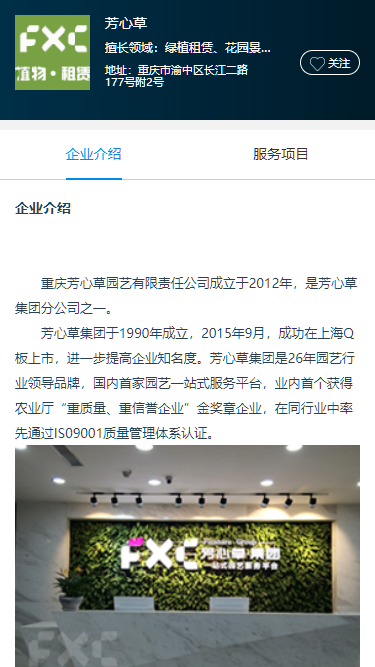 FXC
植物·租赁
芳心草
擅长领域：绿植租赁、花园景...
地址：重庆市渝中区长江二路
177号附2号
关注
企业介绍
服务项目
企业介绍
重庆芳心草园艺有限责任公司成立于2012年，是芳心草
集团分公司之一。
芳心草集团于1990年成立，2015年9月，成功在上海Q
板上市，进一步提高企业知名度。芳心草集团是26年园艺行
业领导品牌，国内首家园艺一站式服务平台，业内首个获得
农业厅“重质量、重信誉企业”金奖章企业，在同行业中率
先通过IS09001质量管理体系认证。
FXC
芳心草集团
一站式园艺服务平台
FXC